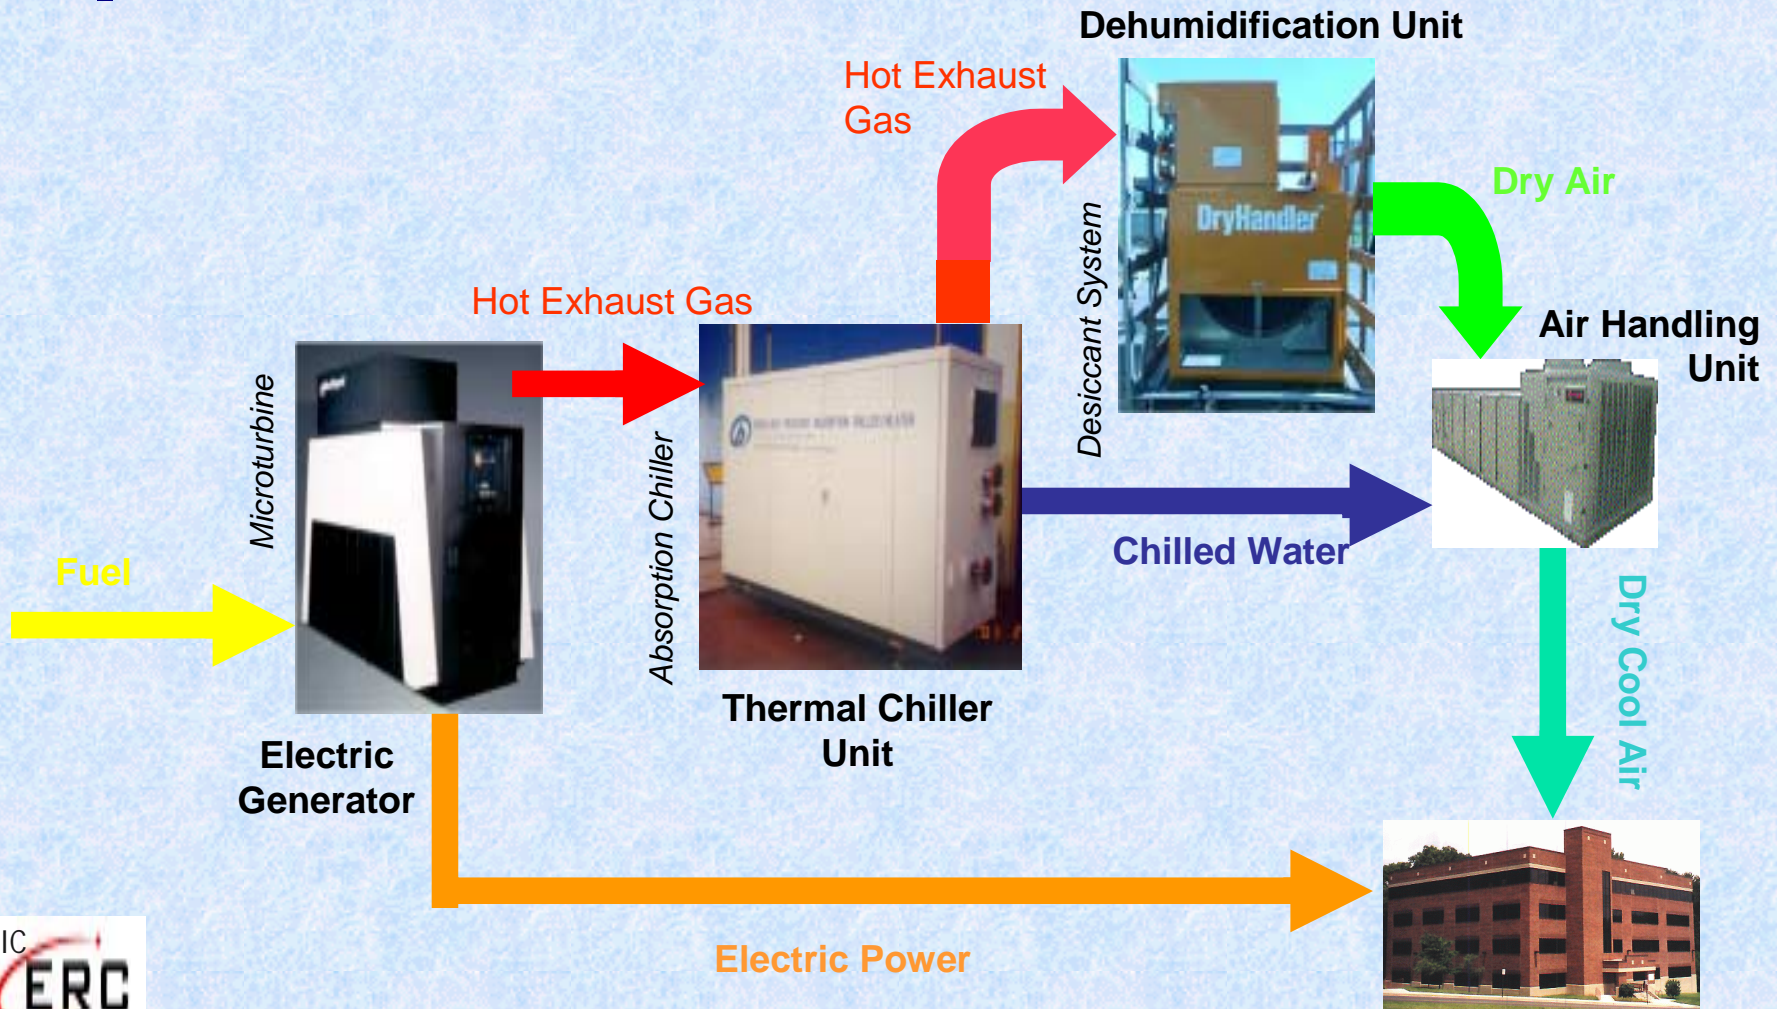 Dehumidification Unit
Hot Exhaust
Gas
Dry Air
DryHandler
Desiccant System
Hot Exhaust Gas
Air Handling
Unit
Microturbine
Absorption Chiller
Chilled Water
Fuel
Dry Cool Air
Thermal Chiller
Unit
Electric
Generator
Electric Power
IC
ERC